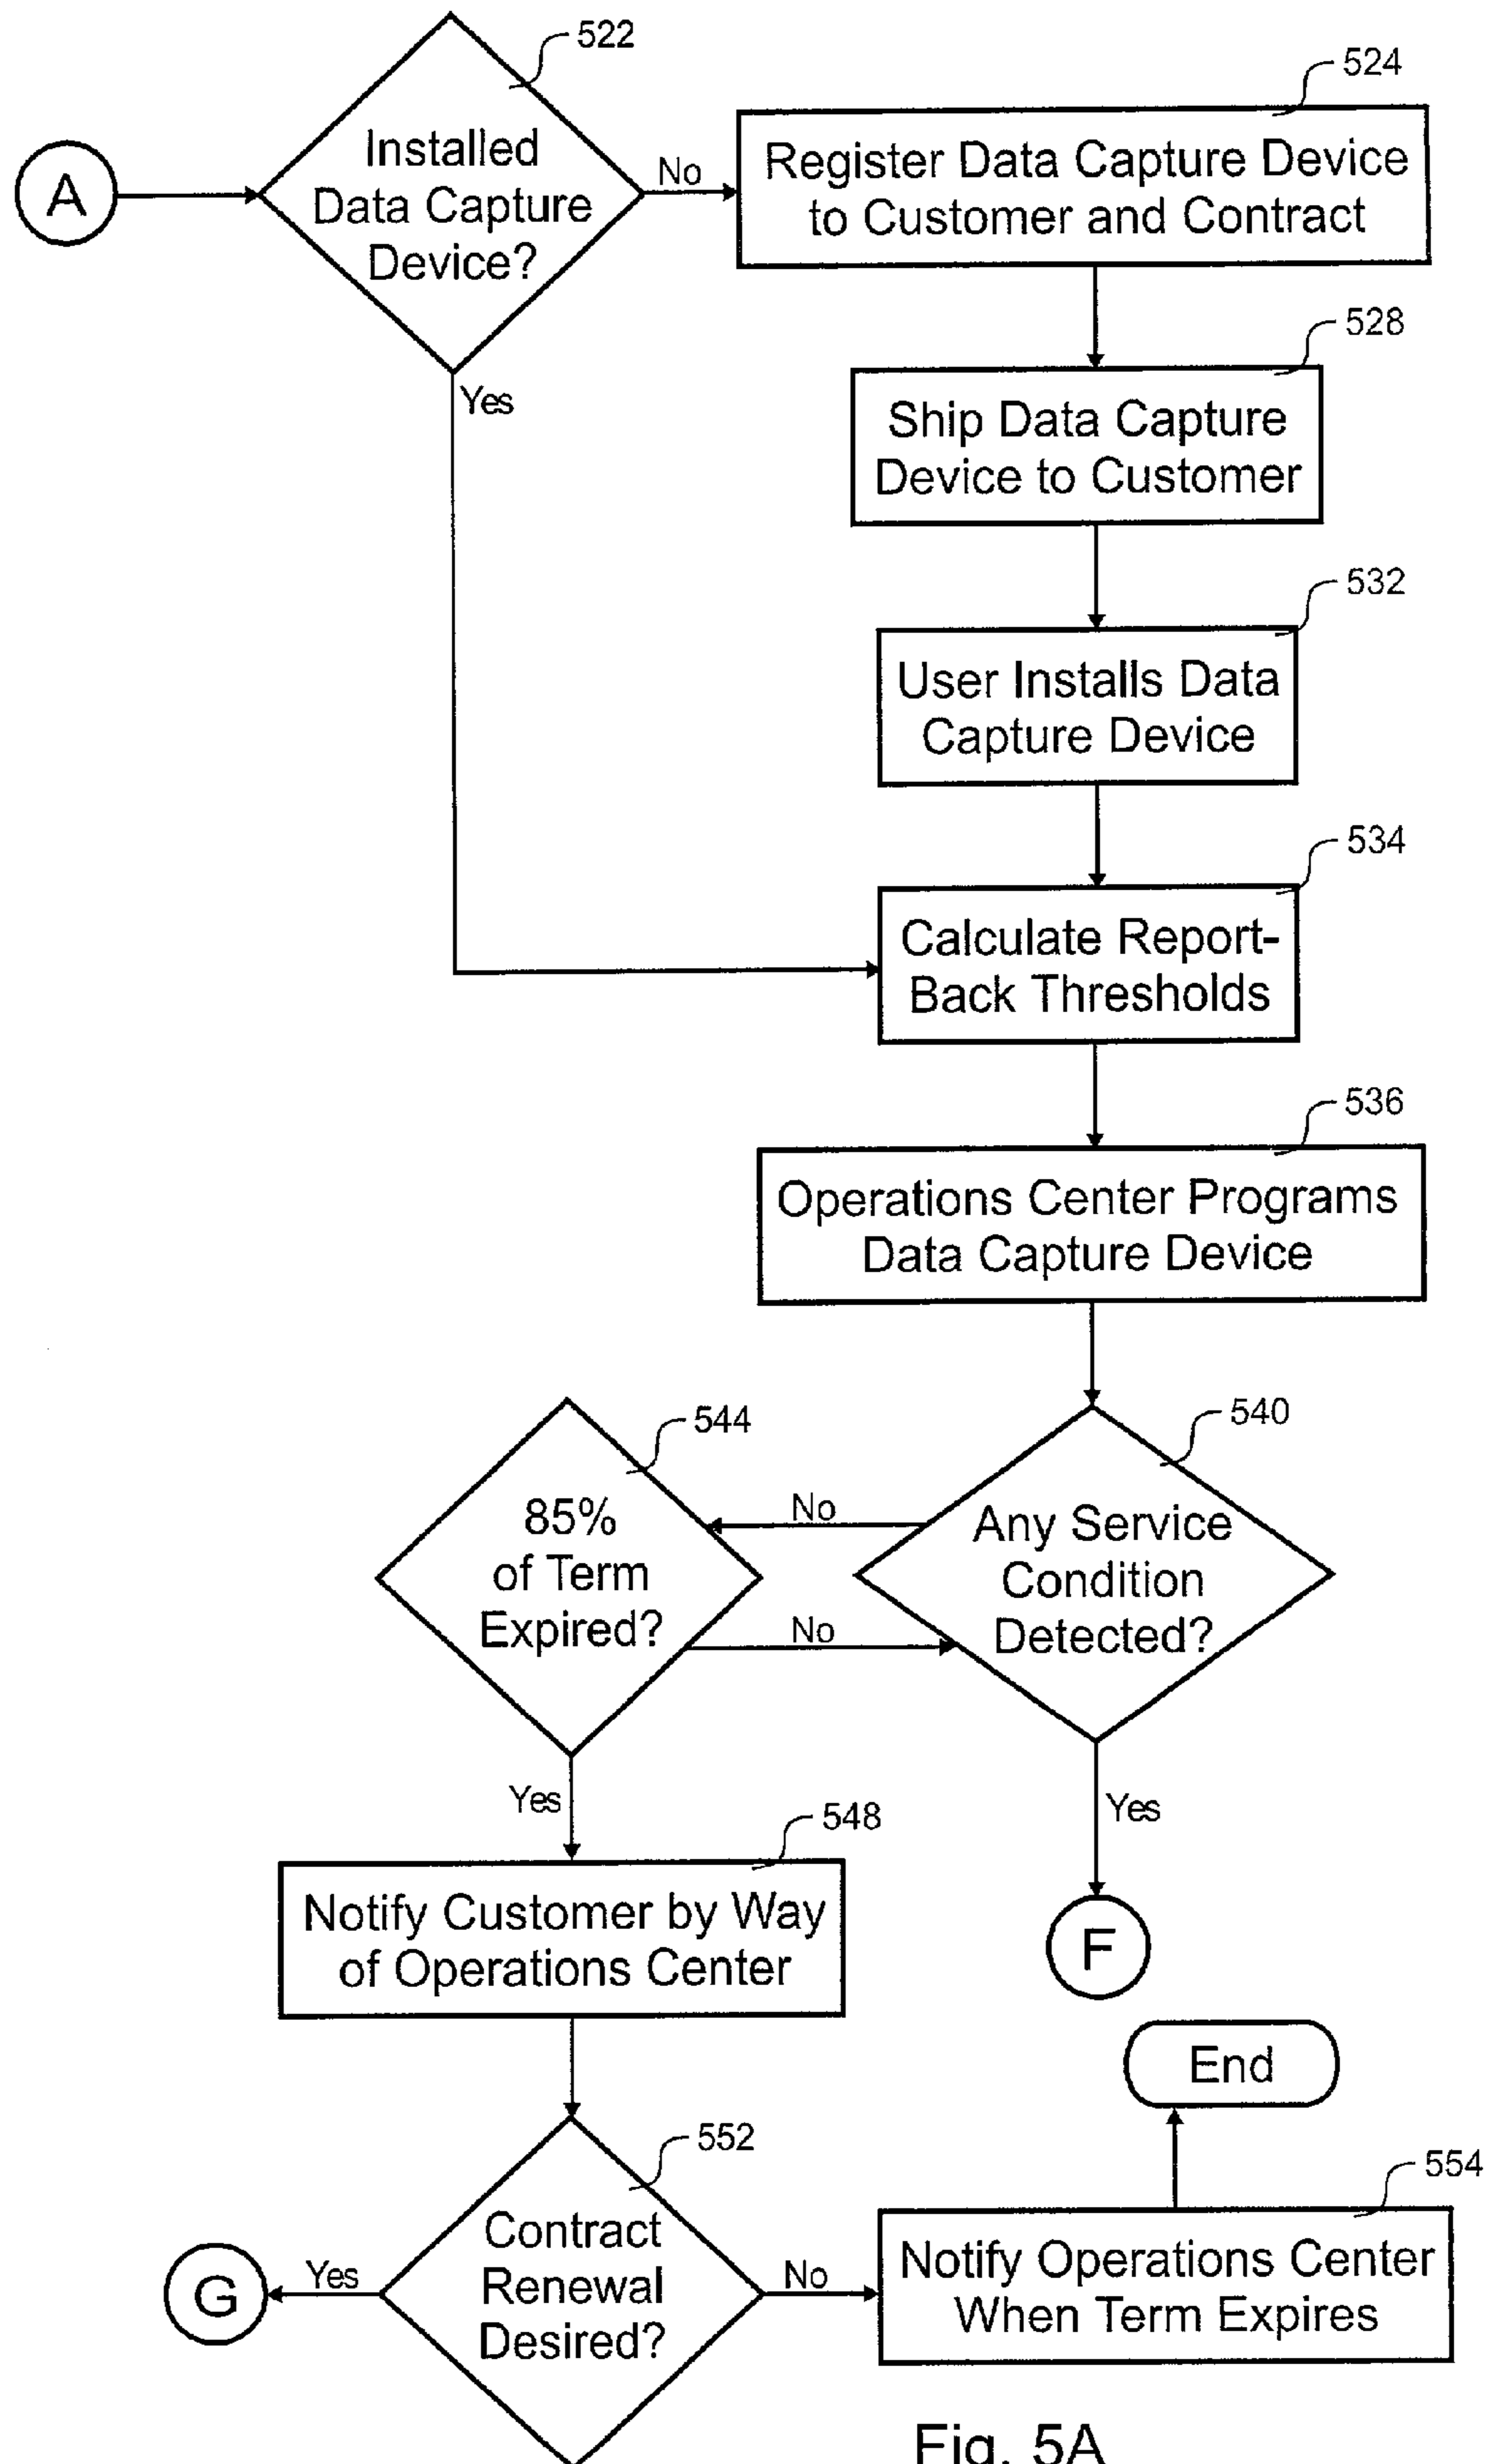 522
524
A
Installed
Data Capture
Device?
No
Register Data Capture Device
to Customer and Contract
Yes
528
Ship Data Capture
Device to Customer
532
User Installs Data
Capture Device
534
Calculate Report-
Back Thresholds
536
Operations Center Programs
Data Capture Device
544
540
85%
of Term
Expired?
No
No
Any Service
Condition
Detected?
Yes
Yes
548
Notify Customer by Way
of Operations Center
F
End
552
554
G
Yes
Contract
Renewal
Desired?
No
Notify Operations Center
When Term Expires
Fig. 5A